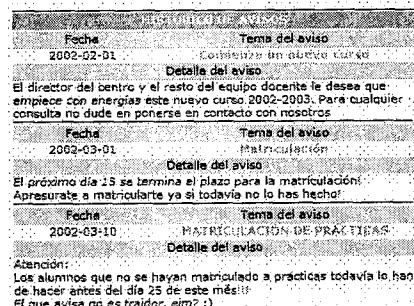 HISTORICO DE AVISOS
Fecha Tema del aviso
2002-02-01 Comienzo un nuevo curso
Detalle del aviso
El director del centro y el resto del equipo docente le desea que
empiece con energías este nuevo curso 2002-2003. Para cualquier
consulta no dude en ponerse en contacto con nosotros
Fecha Tema del aviso
2002-03-01 Matriculación
Detalle del aviso
El próximo día 15 se termina el plazo para la matriculación!
Apresurate a matricularte ya si todavía no lo has hecho!
Fecha Tema del aviso
2002-03-10 MATRICULACIÓN DE PRÁCTICAS
Detalle del aviso
Atención:
Los alumnos que no se hayan matriculado a prácticas todavía lo han
de hacer antes del día 25 de este més!!!
El que avisa no es traidor, eim? :)